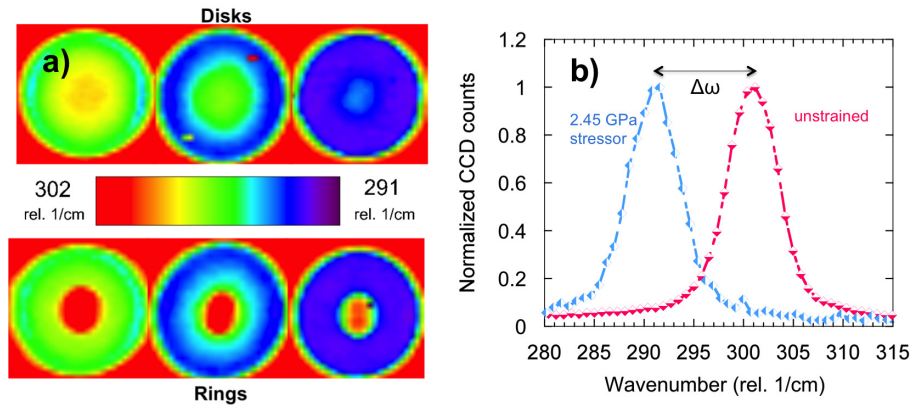 Disks
a)
302
rel. 1/cm
291
rel. 1/cm
Rings
b)
Δω
2.45 GPa
stressor
unstrained
Normalized CCD counts
1.2
1
0.8
0.6
0.4
0.2
0
280 285 290 295 300 305 310 315
Wavenumber (rel. 1/cm)